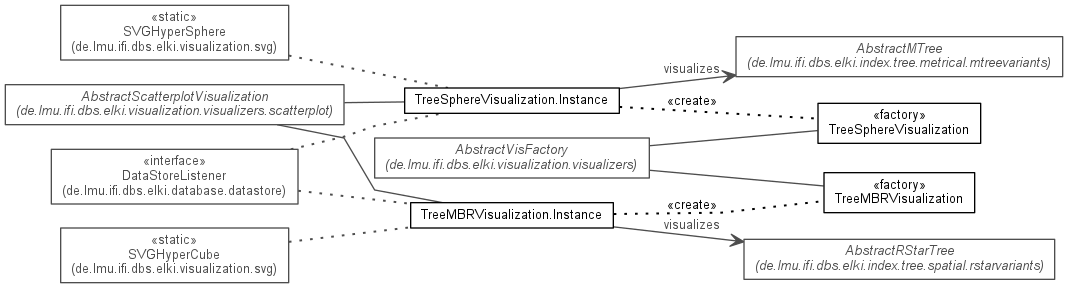 «static»
SVGHyperSphere
(de.lmu.ifi.dbs.elki.visualization.svg)
AbstractScatterplotVisualization
(de.lmu.ifi.dbs.elki.visualization.visualizers.scatterplot)
«interface»
DataStoreListener
(de.lmu.ifi.dbs.elki.database.datastore)
«static»
SVGHyperCube
(de.lmu.ifi.dbs.elki.visualization.svg)
TreeSphereVisualization.Instance
AbstractVisFactory
(de.lmu.ifi.dbs.elki.visualization.visualizers)
TreeMBRVisualization.Instance
visualizes
«create»
«create»
visualizes
AbstractMTree
(de.lmu.ifi.dbs.elki.index.tree.metrical.mtreevariants)
«factory»
TreeSphereVisualization
«factory»
TreeMBRVisualization
AbstractRStarTree
(de.lmu.ifi.dbs.elki.index.tree.spatial.rstarvariants)